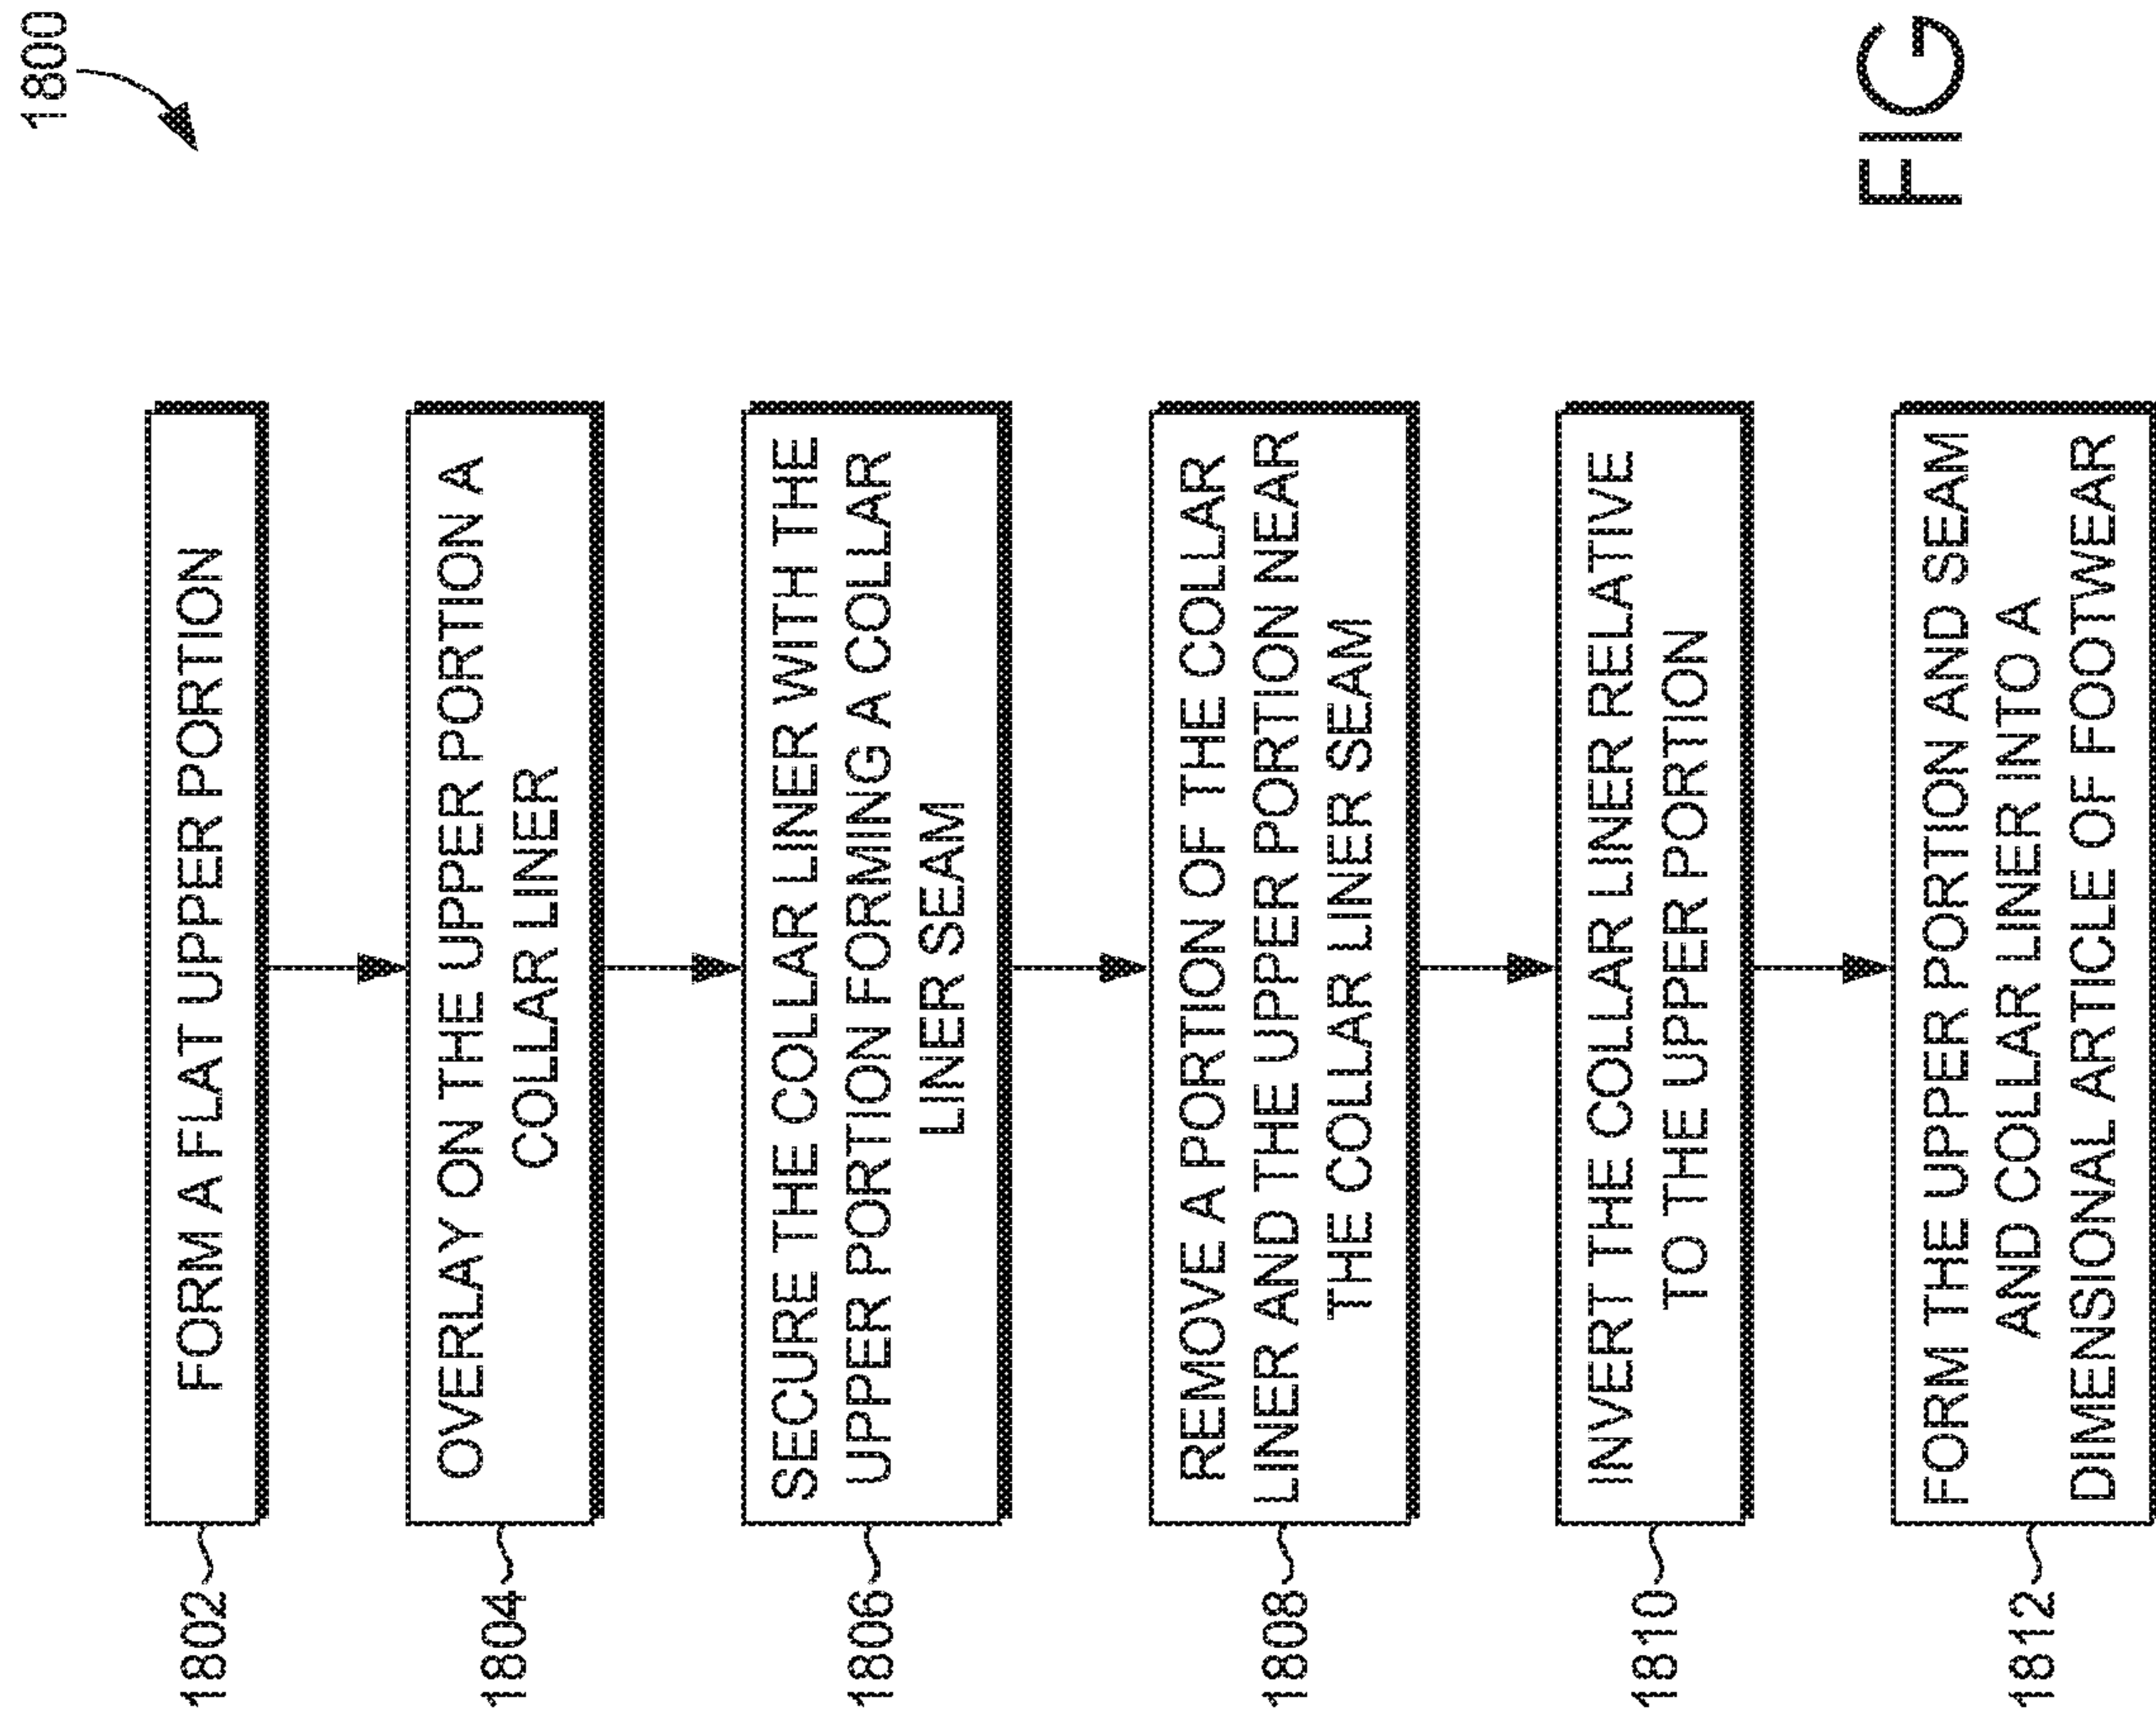 1800
1802
FORM A FLAT UPPER PORTION
1804
OVERLAY ON THE UPPER PORTION A
COLLAR LINER
1806
SECURE THE COLLAR LINER WITH THE
UPPER PORTION FORMING A COLLAR
LINER SEAM
1808
REMOVE A PORTION OF THE COLLAR
LINER AND THE UPPER PORTION NEAR
THE COLLAR LINER SEAM
1810
INVERT THE COLLAR LINER RELATIVE
TO THE UPPER PORTION
1812
FORM THE UPPER PORTION AND SEAM
AND COLLAR LINER INTO A
DIMENSIONAL ARTICLE OF FOOTWEAR
FIG